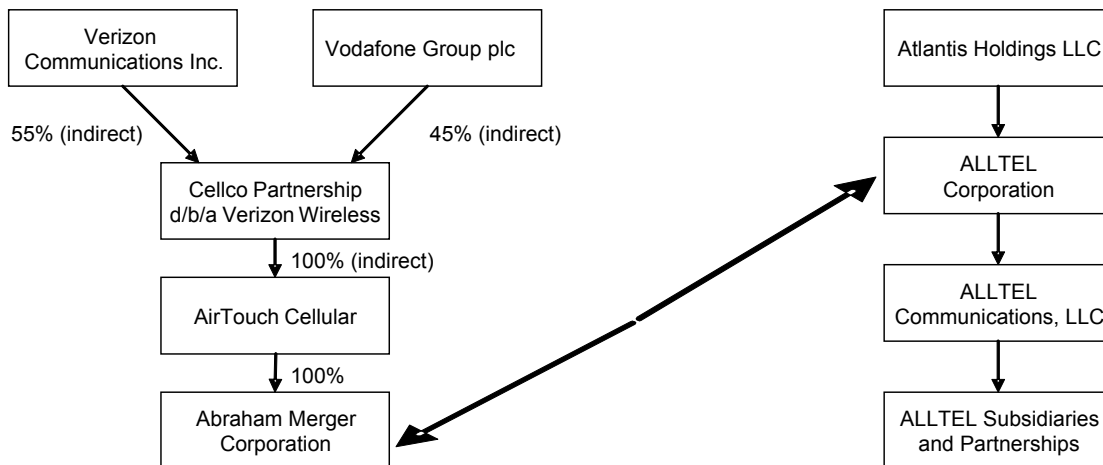 Verizon
Communications Inc.
Vodafone Group plc
Atlantis Holdings LLC
55% (indirect)
45% (indirect)
Cellco Partnership
d/b/a Verizon Wireless
ALLTEL
Corporation
100% (indirect)
AirTouch Cellular
ALLTEL
Communications, LLC
100%
Abraham Merger
Corporation
ALLTEL Subsidiaries
and Partnerships